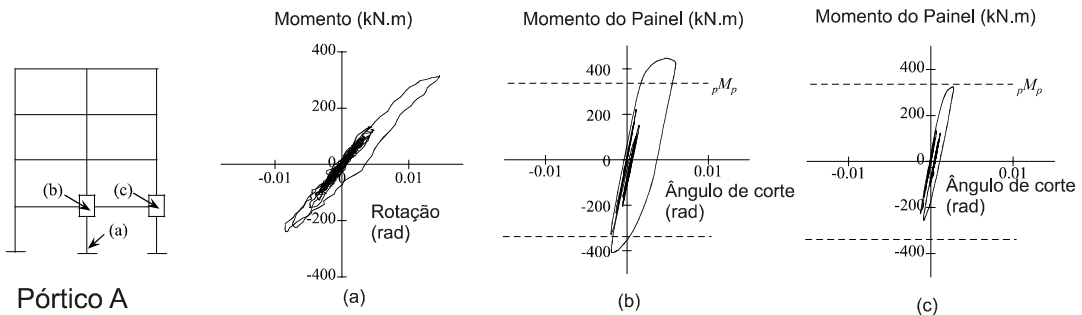 (b)
(c)
(a)
Pórtico A
Momento (kN.m)
400
200
0
-0.01
0
0.01
-200
-400
Rotação
(rad)
(a)
Momento do Painel (kN.m)
400
pMp
200
0
-0.01
0.01
-200
-400
Ângulo de corte
(rad)
(b)
Momento do Painel (kN.m)
400
pMp
200
0
-0.01
0.01
-200
-400
Ângulo de corte
(rad)
(c)